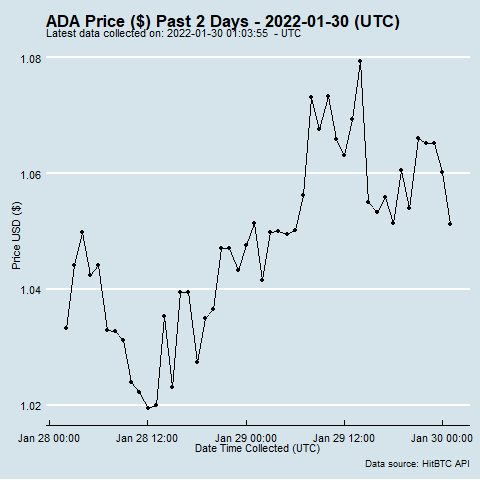 ADA Price ($) Past 2 Days - 2022-01-30 (UTC)
Latest data collected on: 2022-01-30 01:03:55 - UTC
1.08
1.06
1.04
1.02
Price USD ($)
Jan 28 00:00 Jan 28 12:00 Jan 29 00:00 Jan 29 12:00 Jan 30 00:00
Date Time Collected (UTC)
Data source: HitBTC API